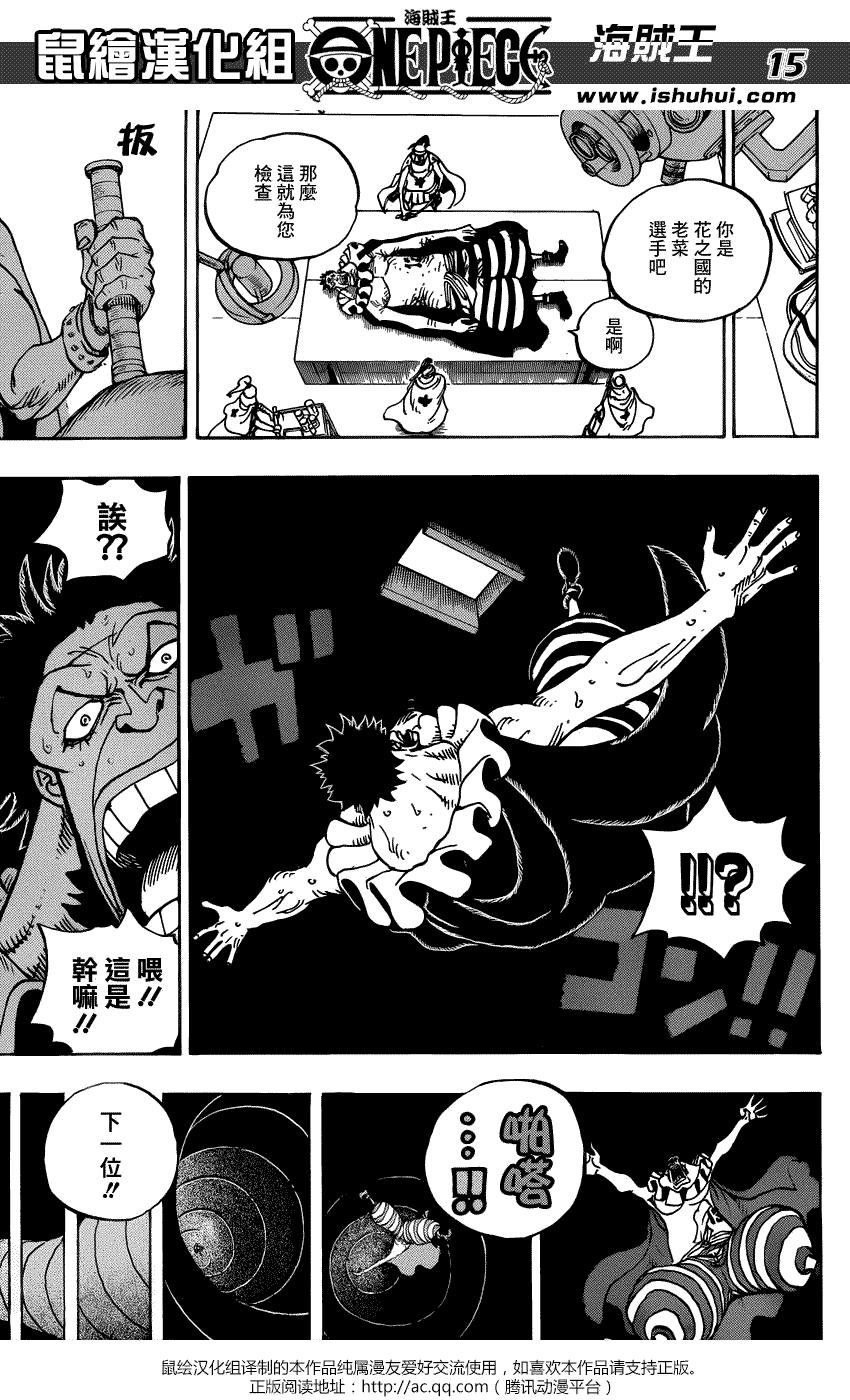 鼠繪漢化組
海賊王
ONE PIECE
海賊王
15
www.ishuhui.com
你是
花之國的
老菜
選手吧
是啊
那麼
這就為您
檢查
扳
ガコン!!
!!?
誒
??
喂!!
這是
幹嘛!!
啪嗒
…!!
下一位!!
鼠绘汉化组译制的本作品纯属漫友爱好交流使用，如喜欢本作品请支持正版。
正版阅读地址：http://ac.qq.com（腾讯动漫平台）